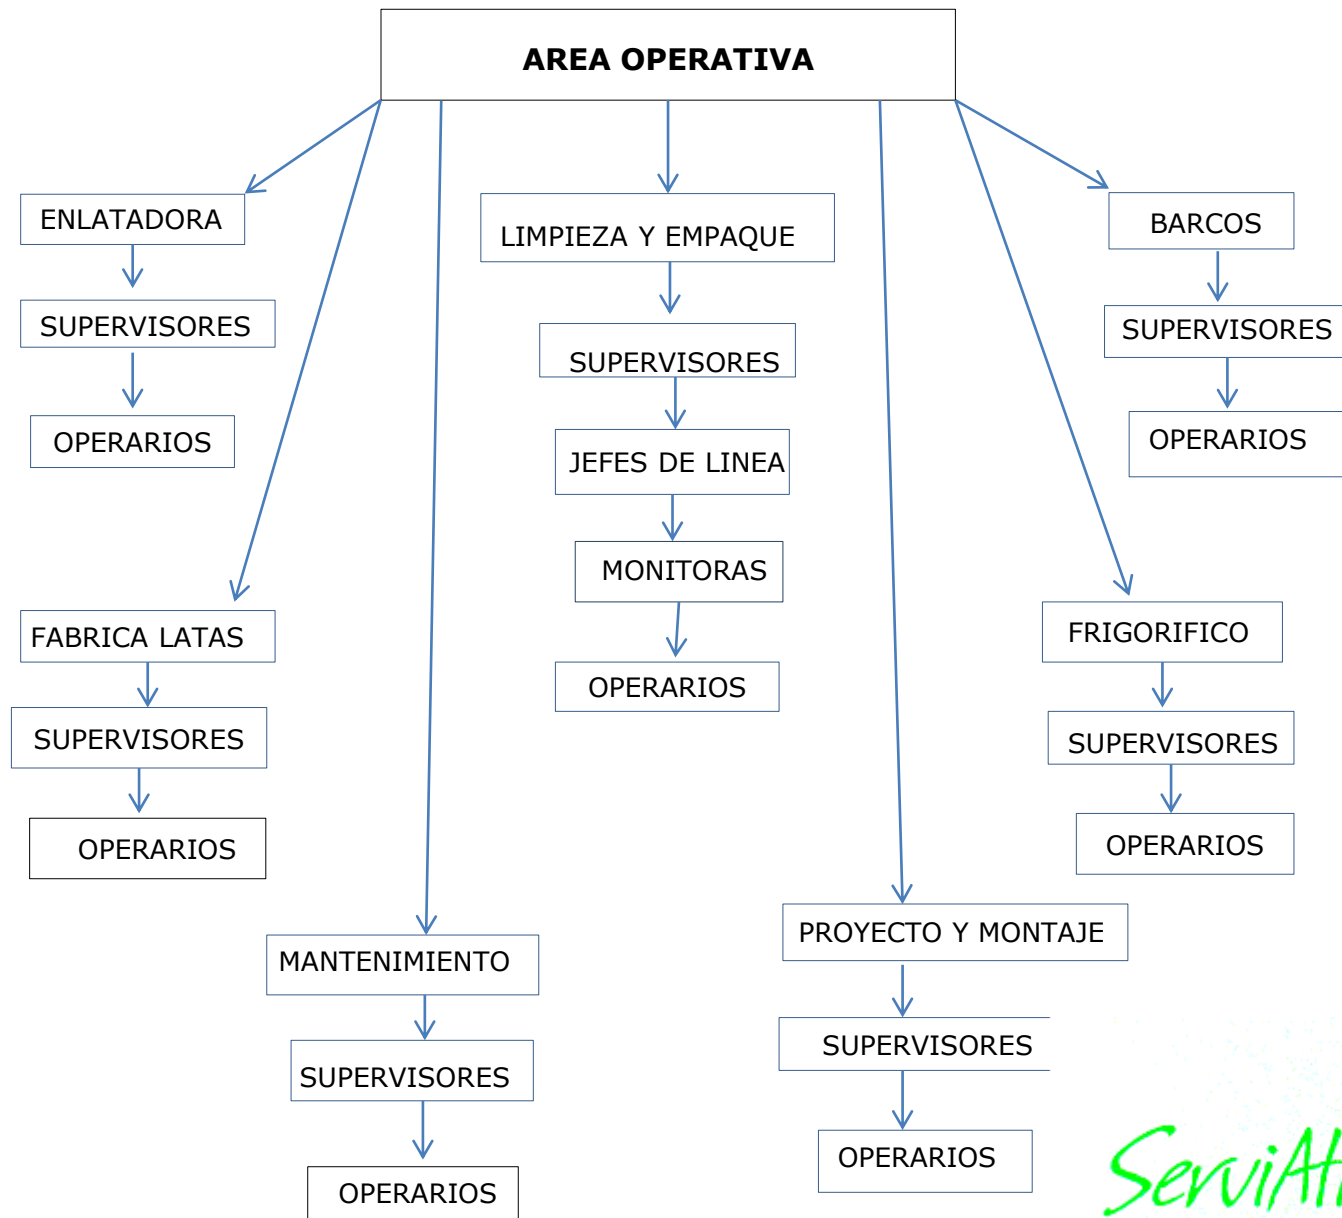 AREA OPERATIVA
ENLATADORA
SUPERVISORES
OPERARIOS
LIMPIEZA Y EMPAQUE
SUPERVISORES
JEFES DE LINEA
MONITORAS
OPERARIOS
BARCOS
SUPERVISORES
OPERARIOS
FABRICA LATAS
SUPERVISORES
OPERARIOS
FRIGORIFICO
SUPERVISORES
OPERARIOS
MANTENIMIENTO
SUPERVISORES
OPERARIOS
PROYECTO Y MONTAJE
SUPERVISORES
OPERARIOS